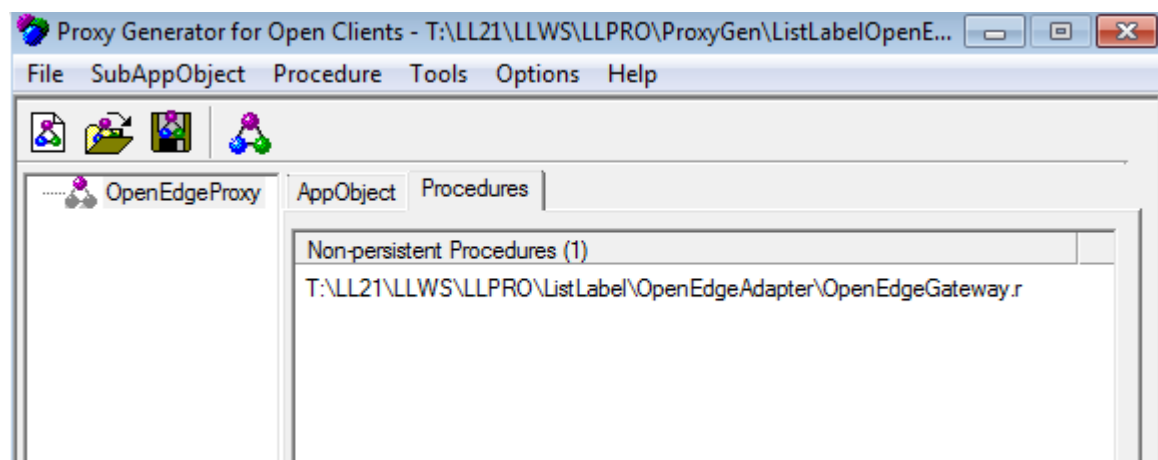 Proxy Generator for Open Clients - T:\LL21\LLWS\LLPRO\ProxyGen\ListLabelOpenE...
File SubAppObject Procedure Tools Options Help
OpenEdgeProxy
AppObject Procedures
Non-persistent Procedures (1)
T:\LL21\LLWS\LLPRO\ListLabel\OpenEdgeAdapter\OpenEdgeGateway.r